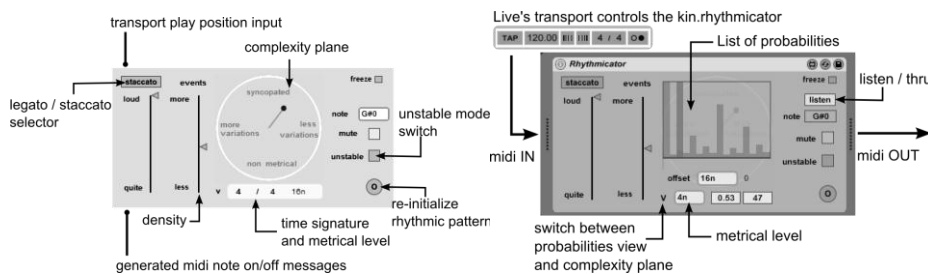 transport play position input
complexity plane
staccato
events
loud
more
syncopated
more
variations
less
variations
non metrical
freeze
note
G#0
mute
unstable
O
quite
less
v
4 / 4
16n
legato / staccato
selector
unstable mode
switch
re-initialize
rhythmic pattern
density
time signature
and metrical level
generated midi note on/off messages
Live's transport controls the kin.rhythmicator
TAP
120.00
4 / 4
List of probabilities
Rhythmicator
staccato
events
loud
more
freeze
listen
note
G#0
mute
unstable
O
offset
16n
0
quite
less
V
4n
0.53
47
listen / thru
midi IN
midi OUT
switch between
probabilities view
and complexity plane
metrical level